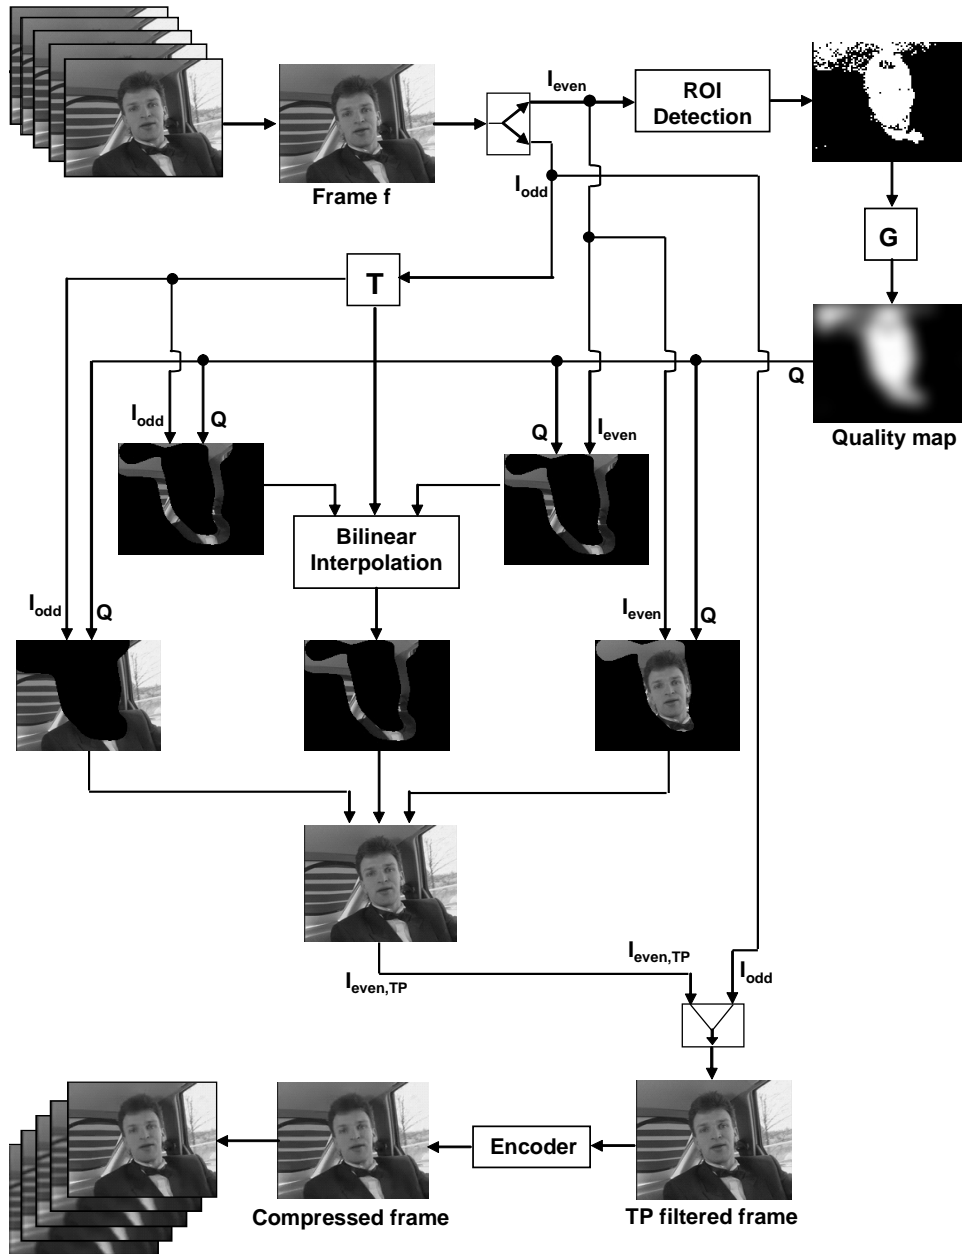 I_even
ROI
Detection
Frame f
I_odd
G
T
Q
Quality map
I_odd
Q
Q
I_even
Bilinear
Interpolation
I_odd
Q
I_even
Q
I_even,TP
I_even,TP
I_odd
Encoder
Compressed frame
TP filtered frame